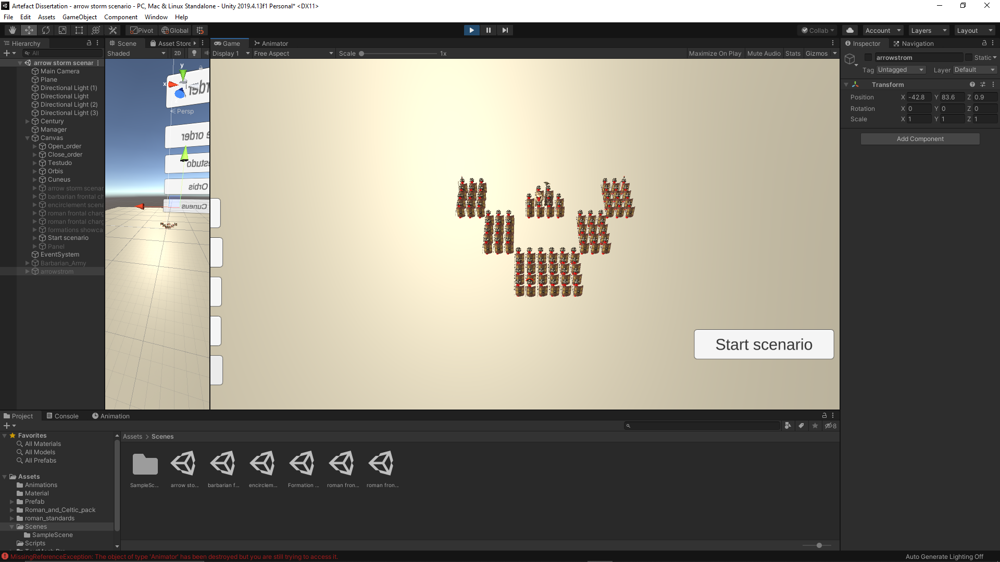 Artefact Dissertation - arrow storm scenario - PC, Mac & Linux Standalone - Unity 2019.4.13f1 Personal* <DX11>
File Edit Assets GameObject Component Window Help
Pivot Global Collab Account Layers Layout
Hierarchy
All
arrow storm scenar
Main Camera
Plane
Directional Light (1)
Directional Light
Directional Light (2)
Directional Light (3)
Century
Manager
Canvas
Open_order
Close_order
Testudo
Orbis
Cuneus
arrow storm scenar
barbarian frontal ch
encirclement scena
roman frontal charg
roman frontal charg
formations showca
Start scenario
Panel
EventSystem
Barbarian_Army
arrowstrom
Scene Asset Store
Shaded 2D
y
x
Persp
rder
e order
estudo
Orbis
Cuneus
Game Animator
Display 1 Free Aspect Scale 1x Maximize On Play Mute Audio Stats Gizmos
Start scenario
Inspector Navigation
arrowstrom Static
Tag Untagged Layer Default
Transform
Position X -42.8 Y 83.6 Z 0.9
Rotation X 0 Y 0 Z 0
Scale X 1 Y 1 Z 1
Add Component
Project Console Animation
8
Favorites
All Materials
All Models
All Prefabs
Assets
Animations
Material
Prefab
Roman_and_Celtic_pack
roman_standards
Scenes
SampleScene
Scripts
Assets > Scenes
SampleSc... arrow sto... barbarian f... encirclem... Formation ... roman fron... roman fron...
MissingReferenceException: The object of type 'Animator' has been destroyed but you are still trying to access it.
Auto Generate Lighting Off